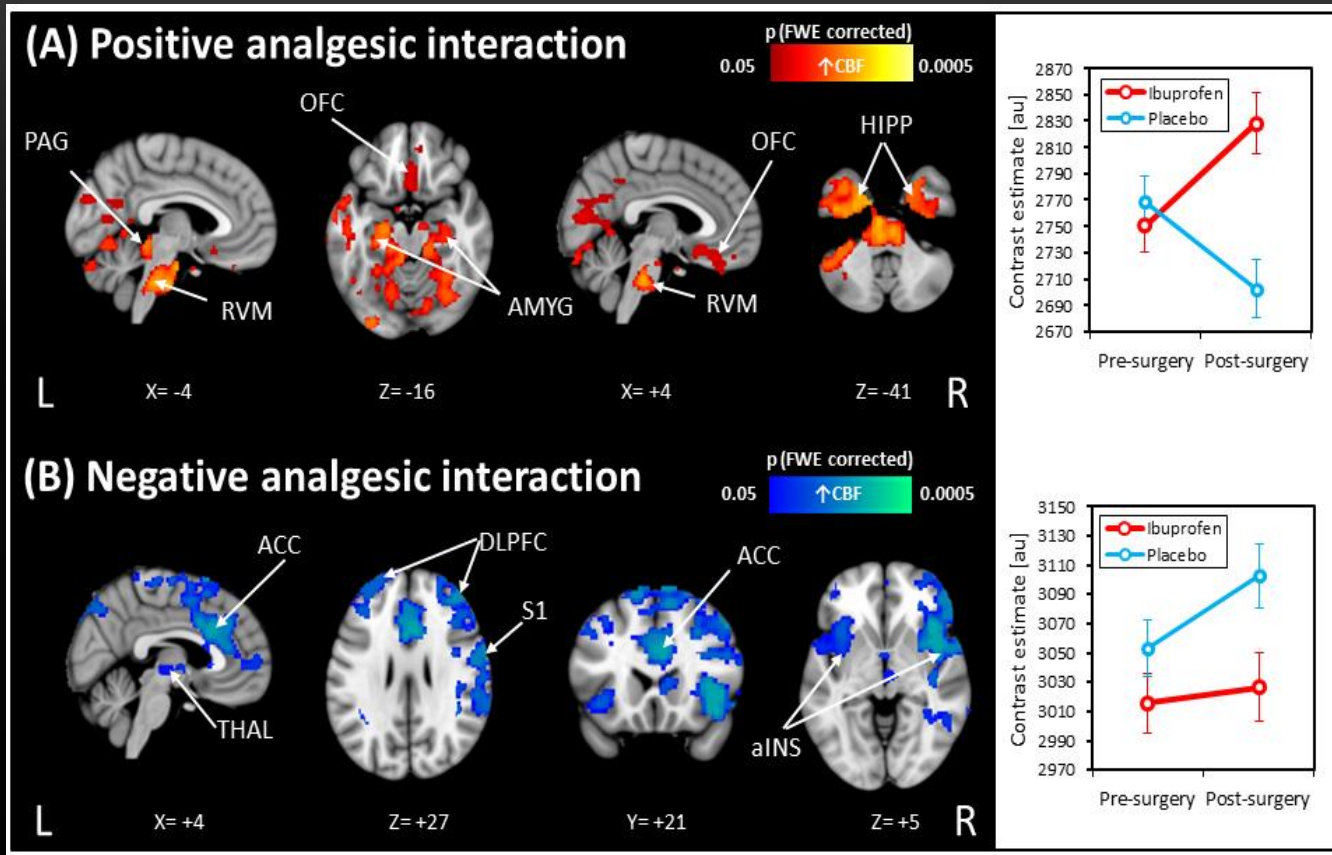 (A) Positive analgesic interaction
p (FWE corrected)
0.05 ↑CBF 0.0005
PAG
OFC
RVM
AMYG
OFC
RVM
HIPP
L X= -4 Z= -16 X= +4 Z= -41 R
Contrast estimate [au]
Ibuprofen
Placebo
2870
2850
2830
2810
2790
2770
2750
2730
2710
2690
2670
Pre-surgery Post-surgery
(B) Negative analgesic interaction
p (FWE corrected)
0.05 ↑CBF 0.0005
ACC
THAL
DLPFC
S1
ACC
aINS
L X= +4 Z= +27 Y= +21 Z= +5 R
Contrast estimate [au]
Ibuprofen
Placebo
3150
3130
3110
3090
3070
3050
3030
3010
2990
2970
Pre-surgery Post-surgery